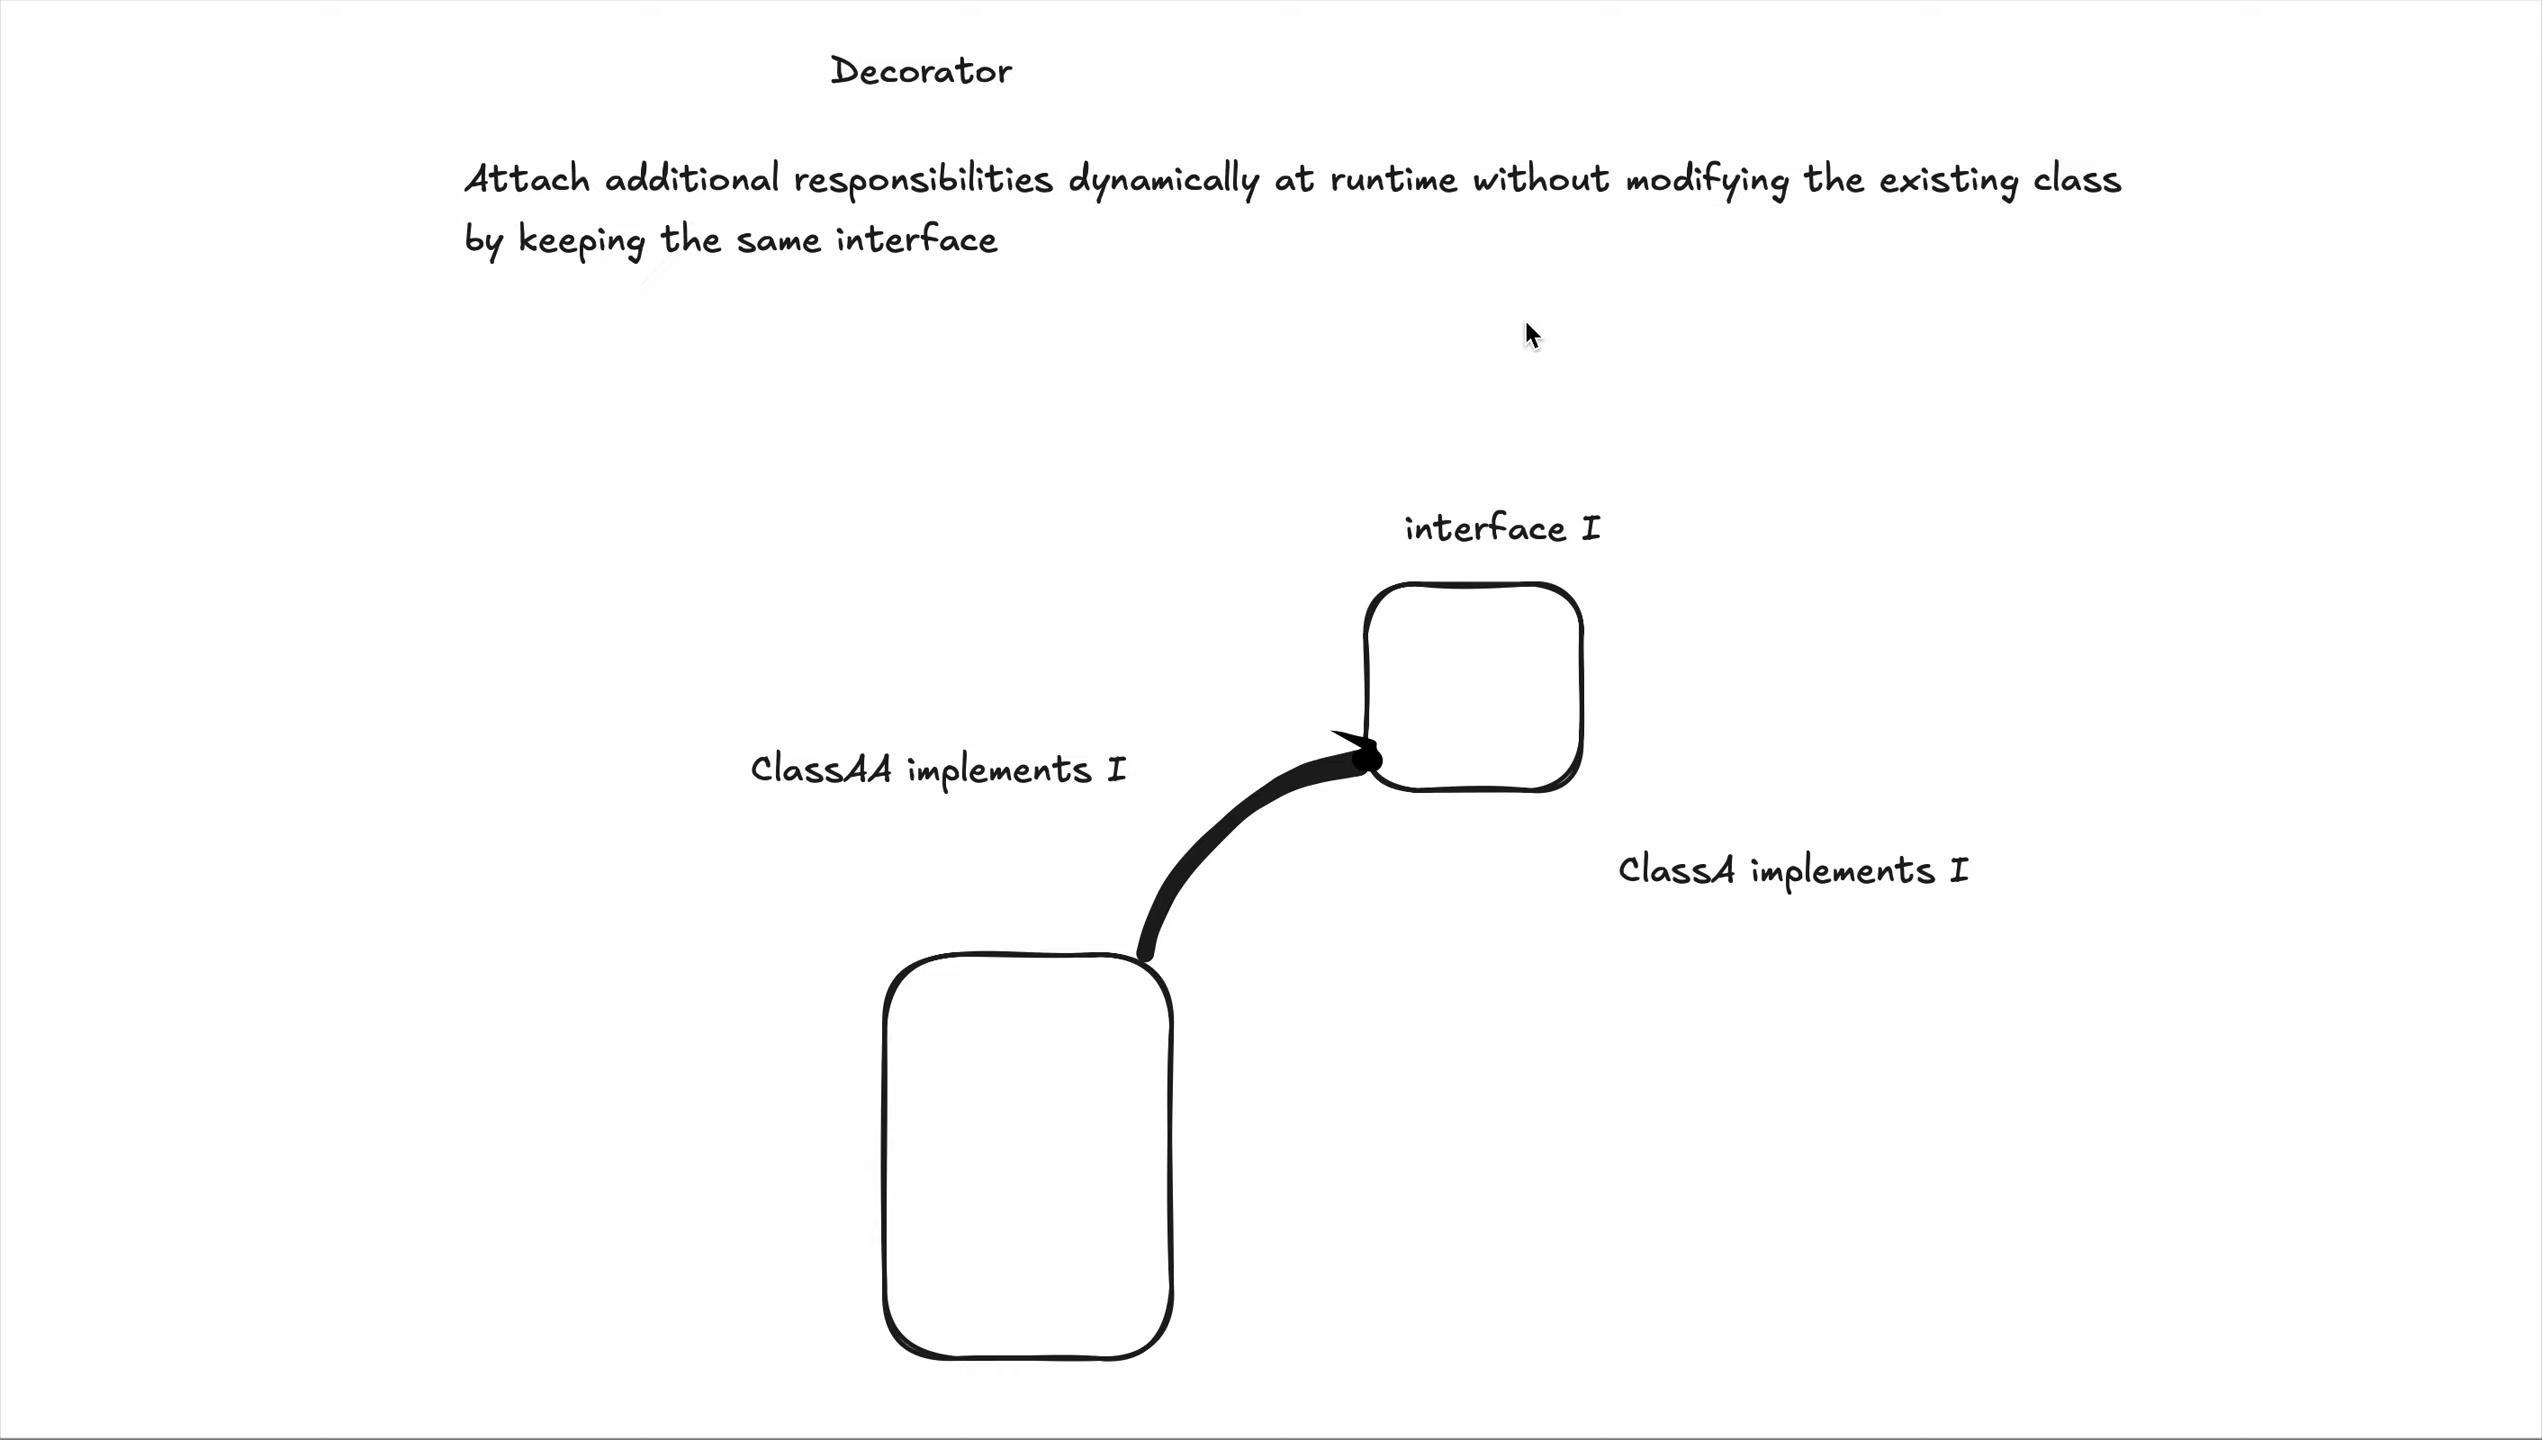 Decorator
Attach additional responsibilities dynamically at runtime without modifying the existing class
by keeping the same interface
interface I
ClassAA implements I
ClassA implements I